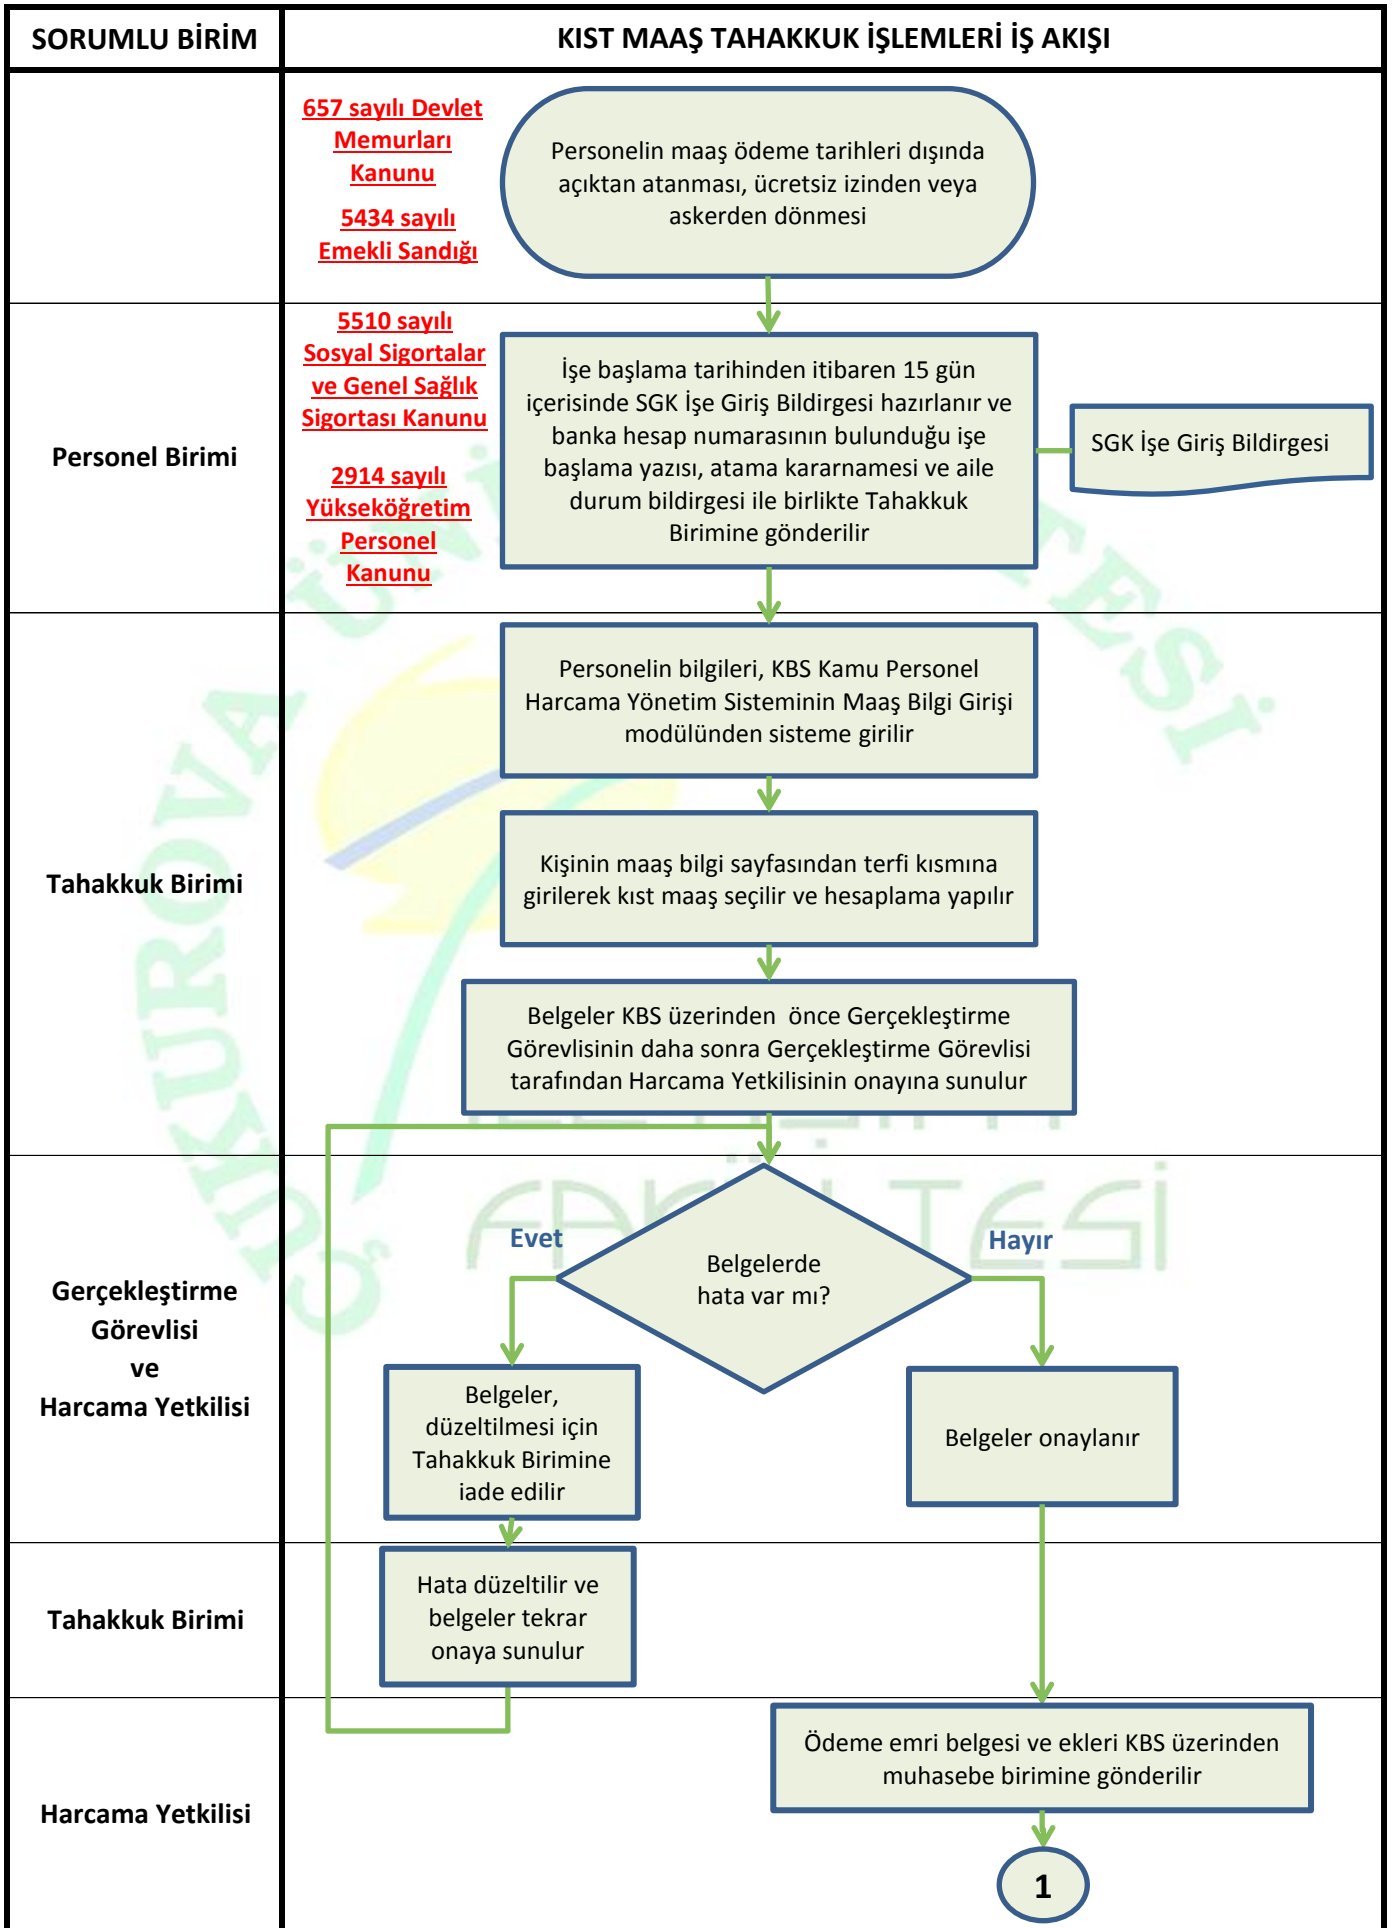 SORUMLU BİRİM
KIST MAAŞ TAHAKKUK İŞLEMLERİ İŞ AKIŞI
657 sayılı Devlet
Memurları
Kanunu
5434 sayılı
Emekli Sandığı
Personelin maaş ödeme tarihleri dışında
açıktan atanması, ücretsiz izinden veya
askerden dönmesi
Personel Birimi
5510 sayılı
Sosyal Sigortalar
ve Genel Sağlık
Sigortası Kanunu
2914 sayılı
Yükseköğretim
Personel
Kanunu
İşe başlama tarihinden itibaren 15 gün
içerisinde SGK İşe Giriş Bildirgesi hazırlanır ve
banka hesap numarasının bulunduğu işe
başlama yazısı, atama kararnamesi ve aile
durum bildirgesi ile birlikte Tahakkuk
Birimine gönderilir
SGK İşe Giriş Bildirgesi
Tahakkuk Birimi
Personelin bilgileri, KBS Kamu Personel
Harcama Yönetim Sisteminin Maaş Bilgi Girişi
modülünden sisteme girilir
Kişinin maaş bilgi sayfasından terfi kısmına
girilerek kıst maaş seçilir ve hesaplama yapılır
Belgeler KBS üzerinden  önce Gerçekleştirme
Görevlisinin daha sonra Gerçekleştirme Görevlisi
tarafından Harcama Yetkilisinin onayına sunulur
Gerçekleştirme
Görevlisi
ve
Harcama Yetkilisi
Evet
Belgelerde
hata var mı?
Hayır
Belgeler,
düzeltilmesi için
Tahakkuk Birimine
iade edilir
Belgeler onaylanır
Tahakkuk Birimi
Hata düzeltilir ve
belgeler tekrar
onaya sunulur
Harcama Yetkilisi
Ödeme emri belgesi ve ekleri KBS üzerinden
muhasebe birimine gönderilir
1